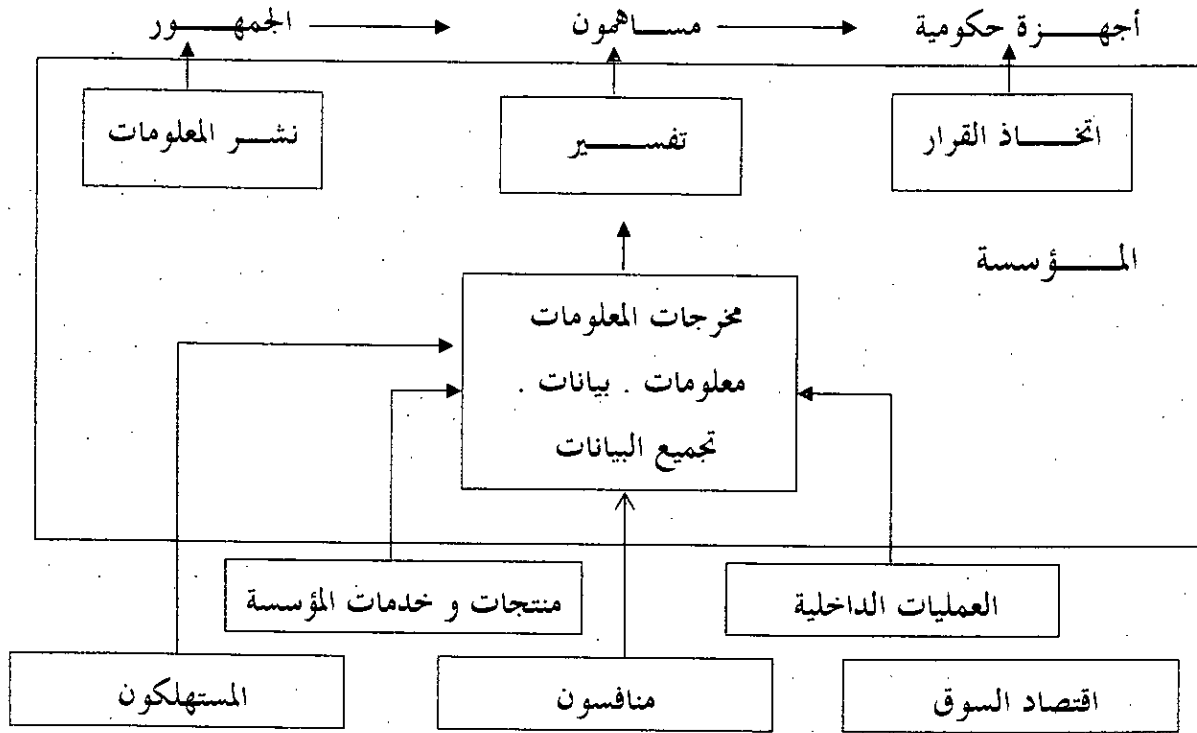 أجهزة حكومية
مساهمون
الجمهور
اتخاذ القرار
تفسير
نشر المعلومات
المؤسسة
مخرجات المعلومات
معلومات . بيانات .
تجميع البيانات
العمليات الداخلية
منتجات و خدمات المؤسسة
اقتصاد السوق
منافسون
المستهلكون